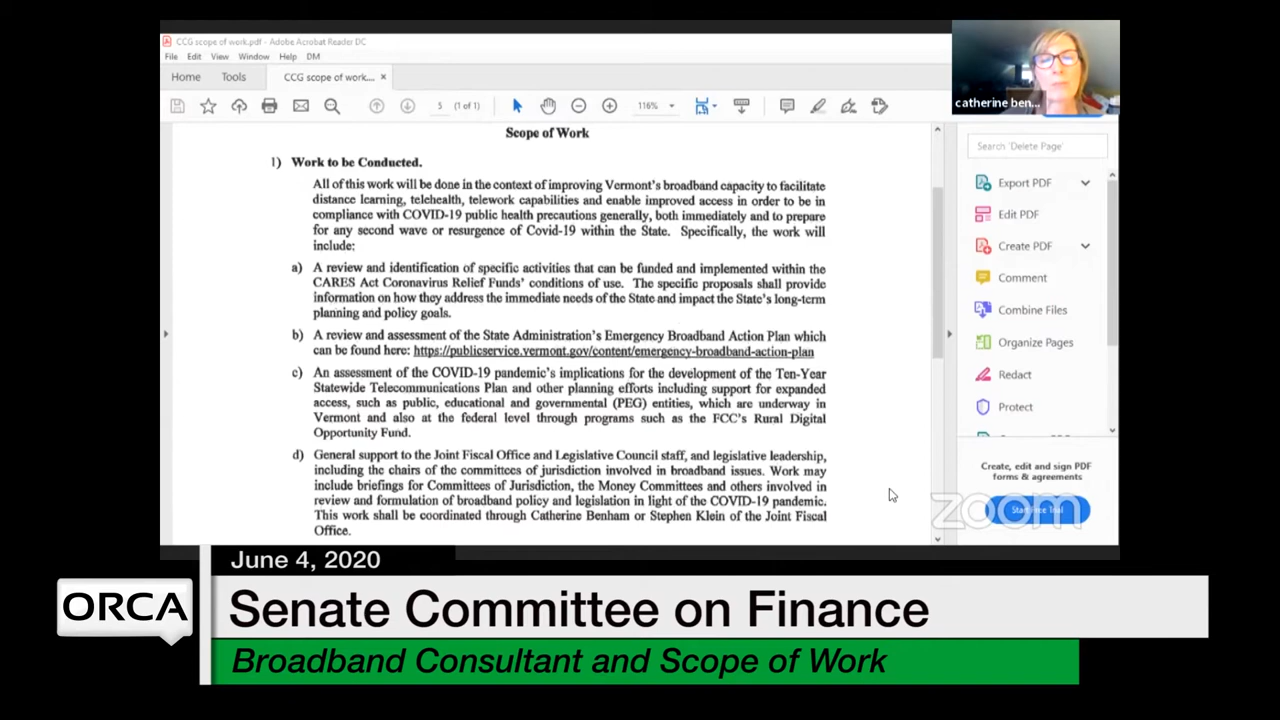 CCG scope of work.pdf - Adobe Acrobat Reader DC
File Edit View Window Help DM
Home Tools CCG scope of work... ×
5 (1 of 1) 116%
catherine ben...
Scope of Work
1) Work to be Conducted.
All of this work will be done in the context of improving Vermont's broadband capacity to facilitate
distance learning, telehealth, telework capabilities and enable improved access in order to be in
compliance with COVID-19 public health precautions generally, both immediately and to prepare
for any second wave or resurgence of Covid-19 within the State. Specifically, the work will
include:
a) A review and identification of specific activities that can be funded and implemented within the
CARES Act Coronavirus Relief Funds' conditions of use. The specific proposals shall provide
information on how they address the immediate needs of the State and impact the State's long-term
planning and policy goals.
b) A review and assessment of the State Administration's Emergency Broadband Action Plan which
can be found here: https://publicservice.vermont.gov/content/emergency-broadband-action-plan
c) An assessment of the COVID-19 pandemic's implications for the development of the Ten-Year
Statewide Telecommunications Plan and other planning efforts including support for expanded
access, such as public, educational and governmental (PEG) entities, which are underway in
Vermont and also at the federal level through programs such as the FCC's Rural Digital
Opportunity Fund.
d) General support to the Joint Fiscal Office and Legislative Council staff, and legislative leadership,
including the chairs of the committees of jurisdiction involved in broadband issues. Work may
include briefings for Committees of Jurisdiction, the Money Committees and others involved in
review and formulation of broadband policy and legislation in light of the COVID-19 pandemic.
This work shall be coordinated through Catherine Benham or Stephen Klein of the Joint Fiscal
Office.
Search 'Delete Page'
Export PDF
Edit PDF
Create PDF
Comment
Combine Files
Organize Pages
Redact
Protect
Create, edit and sign PDF
forms & agreements
Start Free Trial
zoom
June 4, 2020
ORCA
Senate Committee on Finance
Broadband Consultant and Scope of Work